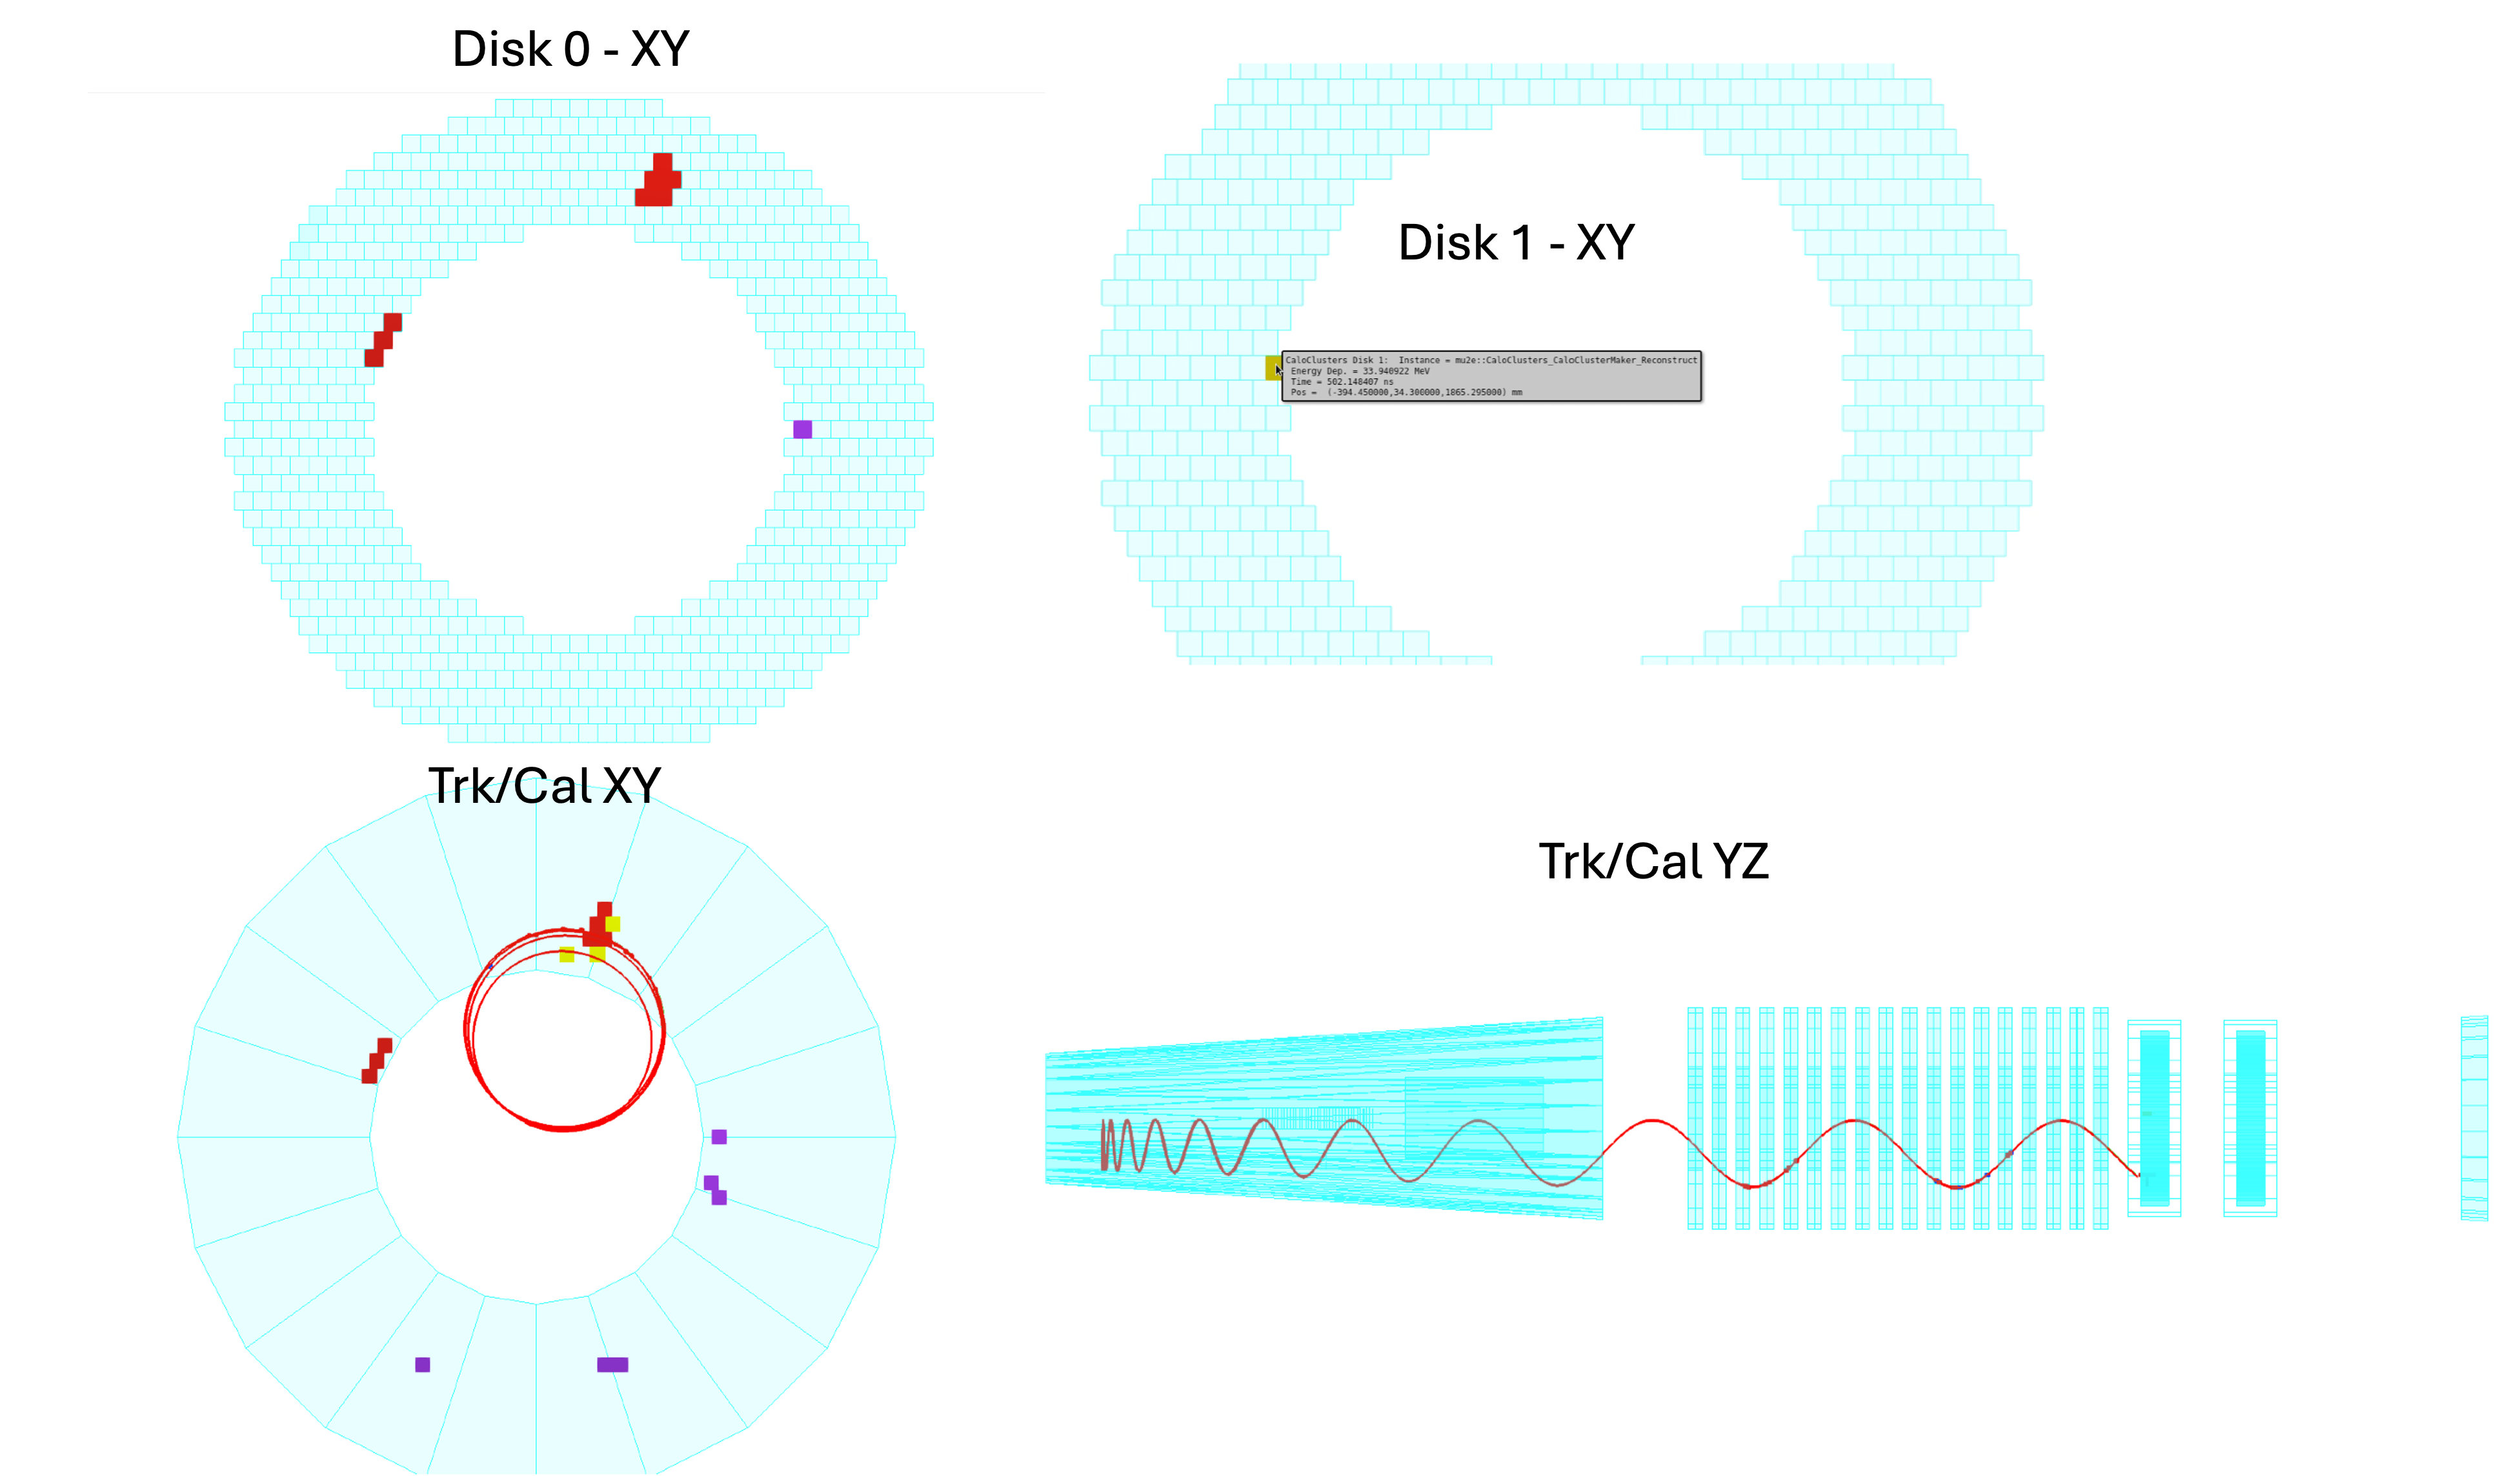 Disk 0 - XY
Disk 1 - XY
CaloClusters Disk 1:  Instance = mu2e::CaloClusters_CaloClusterMaker_Reconstruct
Energy Dep. = 33.940922 MeV
Time = 502.148407 ns
Pos =  (-394.450000,34.300000,1865.295000) mm
Trk/Cal XY
Trk/Cal YZ